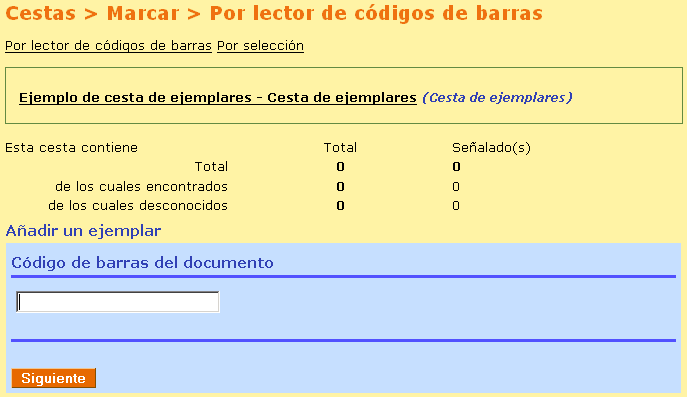 Cestas > Marcar > Por lector de códigos de barras
Por lector de códigos de barras Por selección
Ejemplo de cesta de ejemplares - Cesta de ejemplares (Cesta de ejemplares)
Esta cesta contiene Total Señalado(s)
Total 0 0
de los cuales encontrados 0 0
de los cuales desconocidos 0 0
Añadir un ejemplar
Código de barras del documento
Siguiente